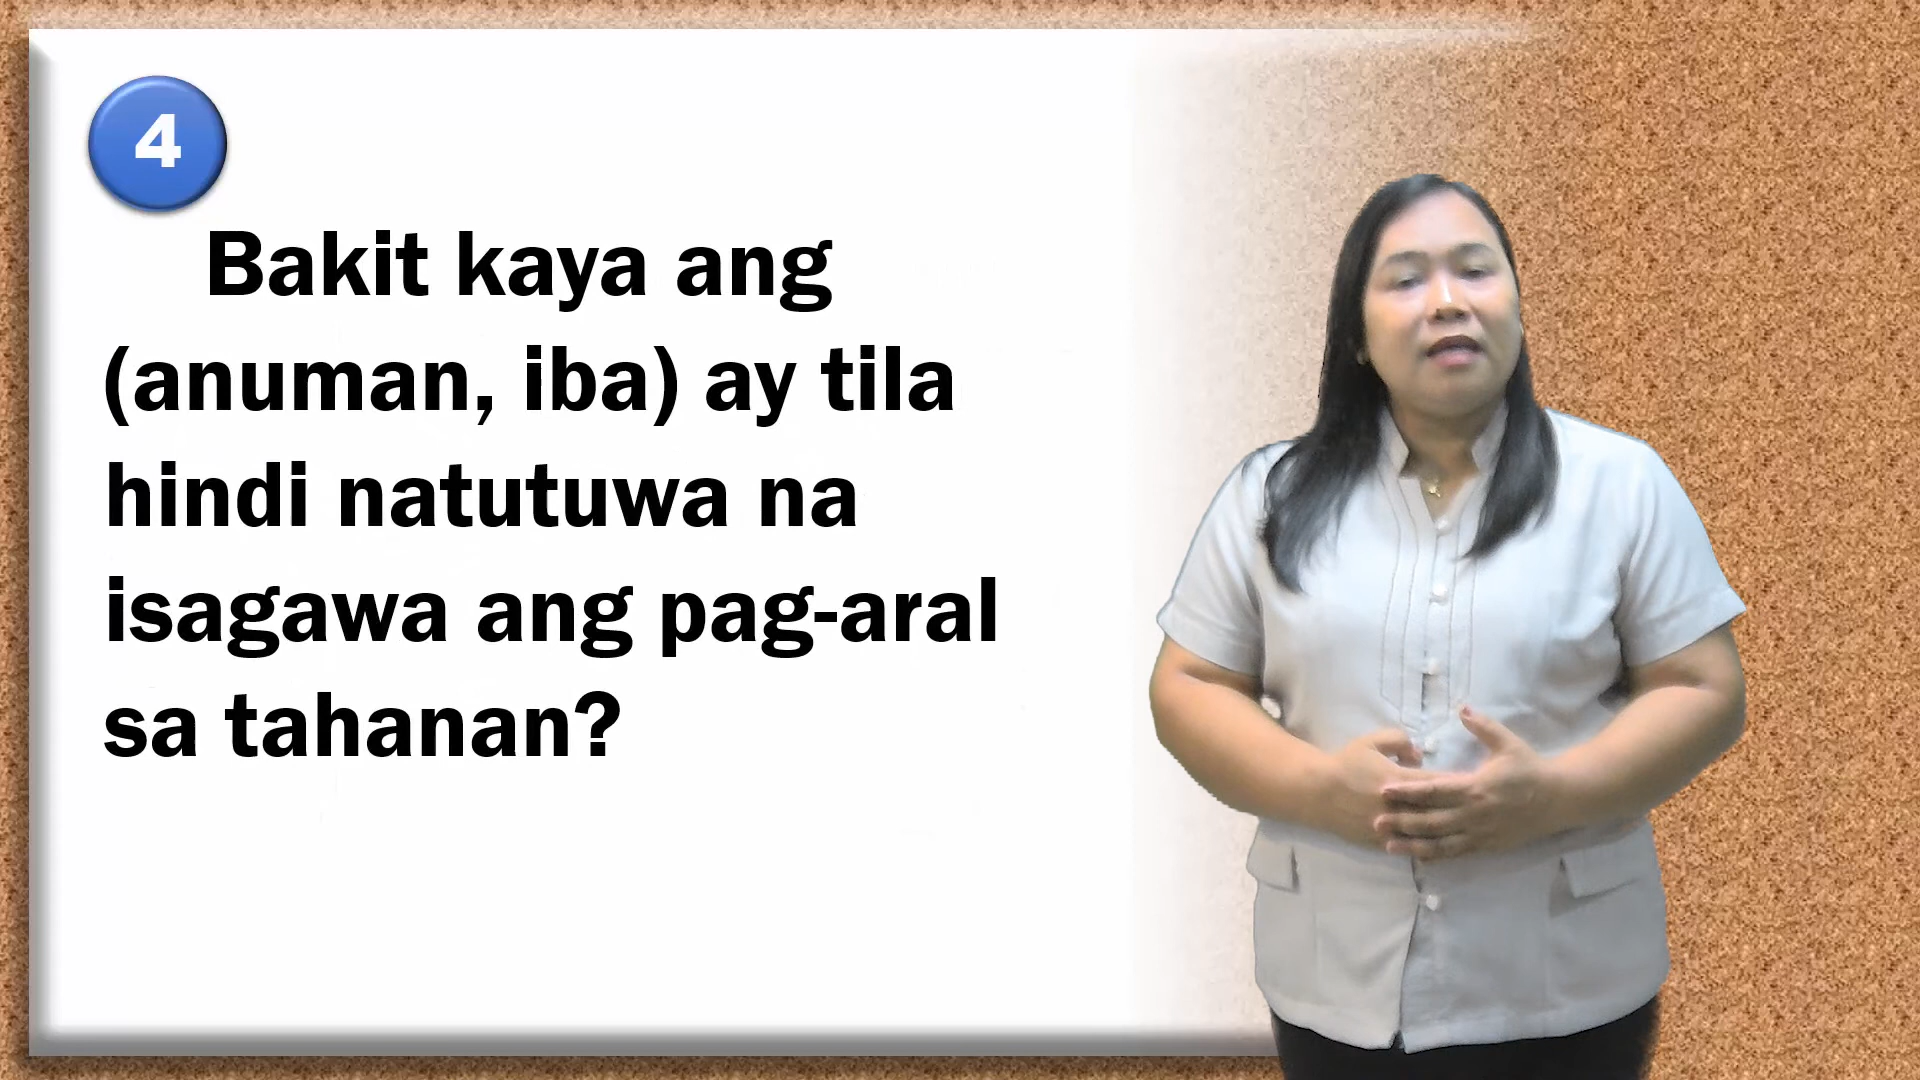 4
Bakit kaya ang
(anuman, iba) ay tila
hindi natutuwa na
isagawa ang pag-aral
sa tahanan?